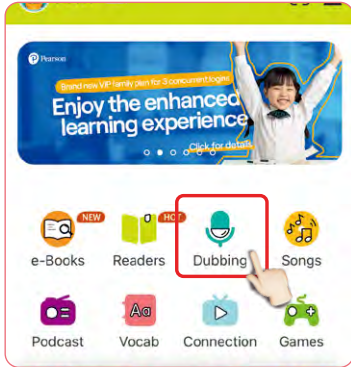 Pearson
Brand new VIP family plan for 3 concurrent logins
Enjoy the enhanced
learning experience
Click for details
NEW
HOT
e-Books Readers Dubbing Songs
Aa
Podcast Vocab Connection Games